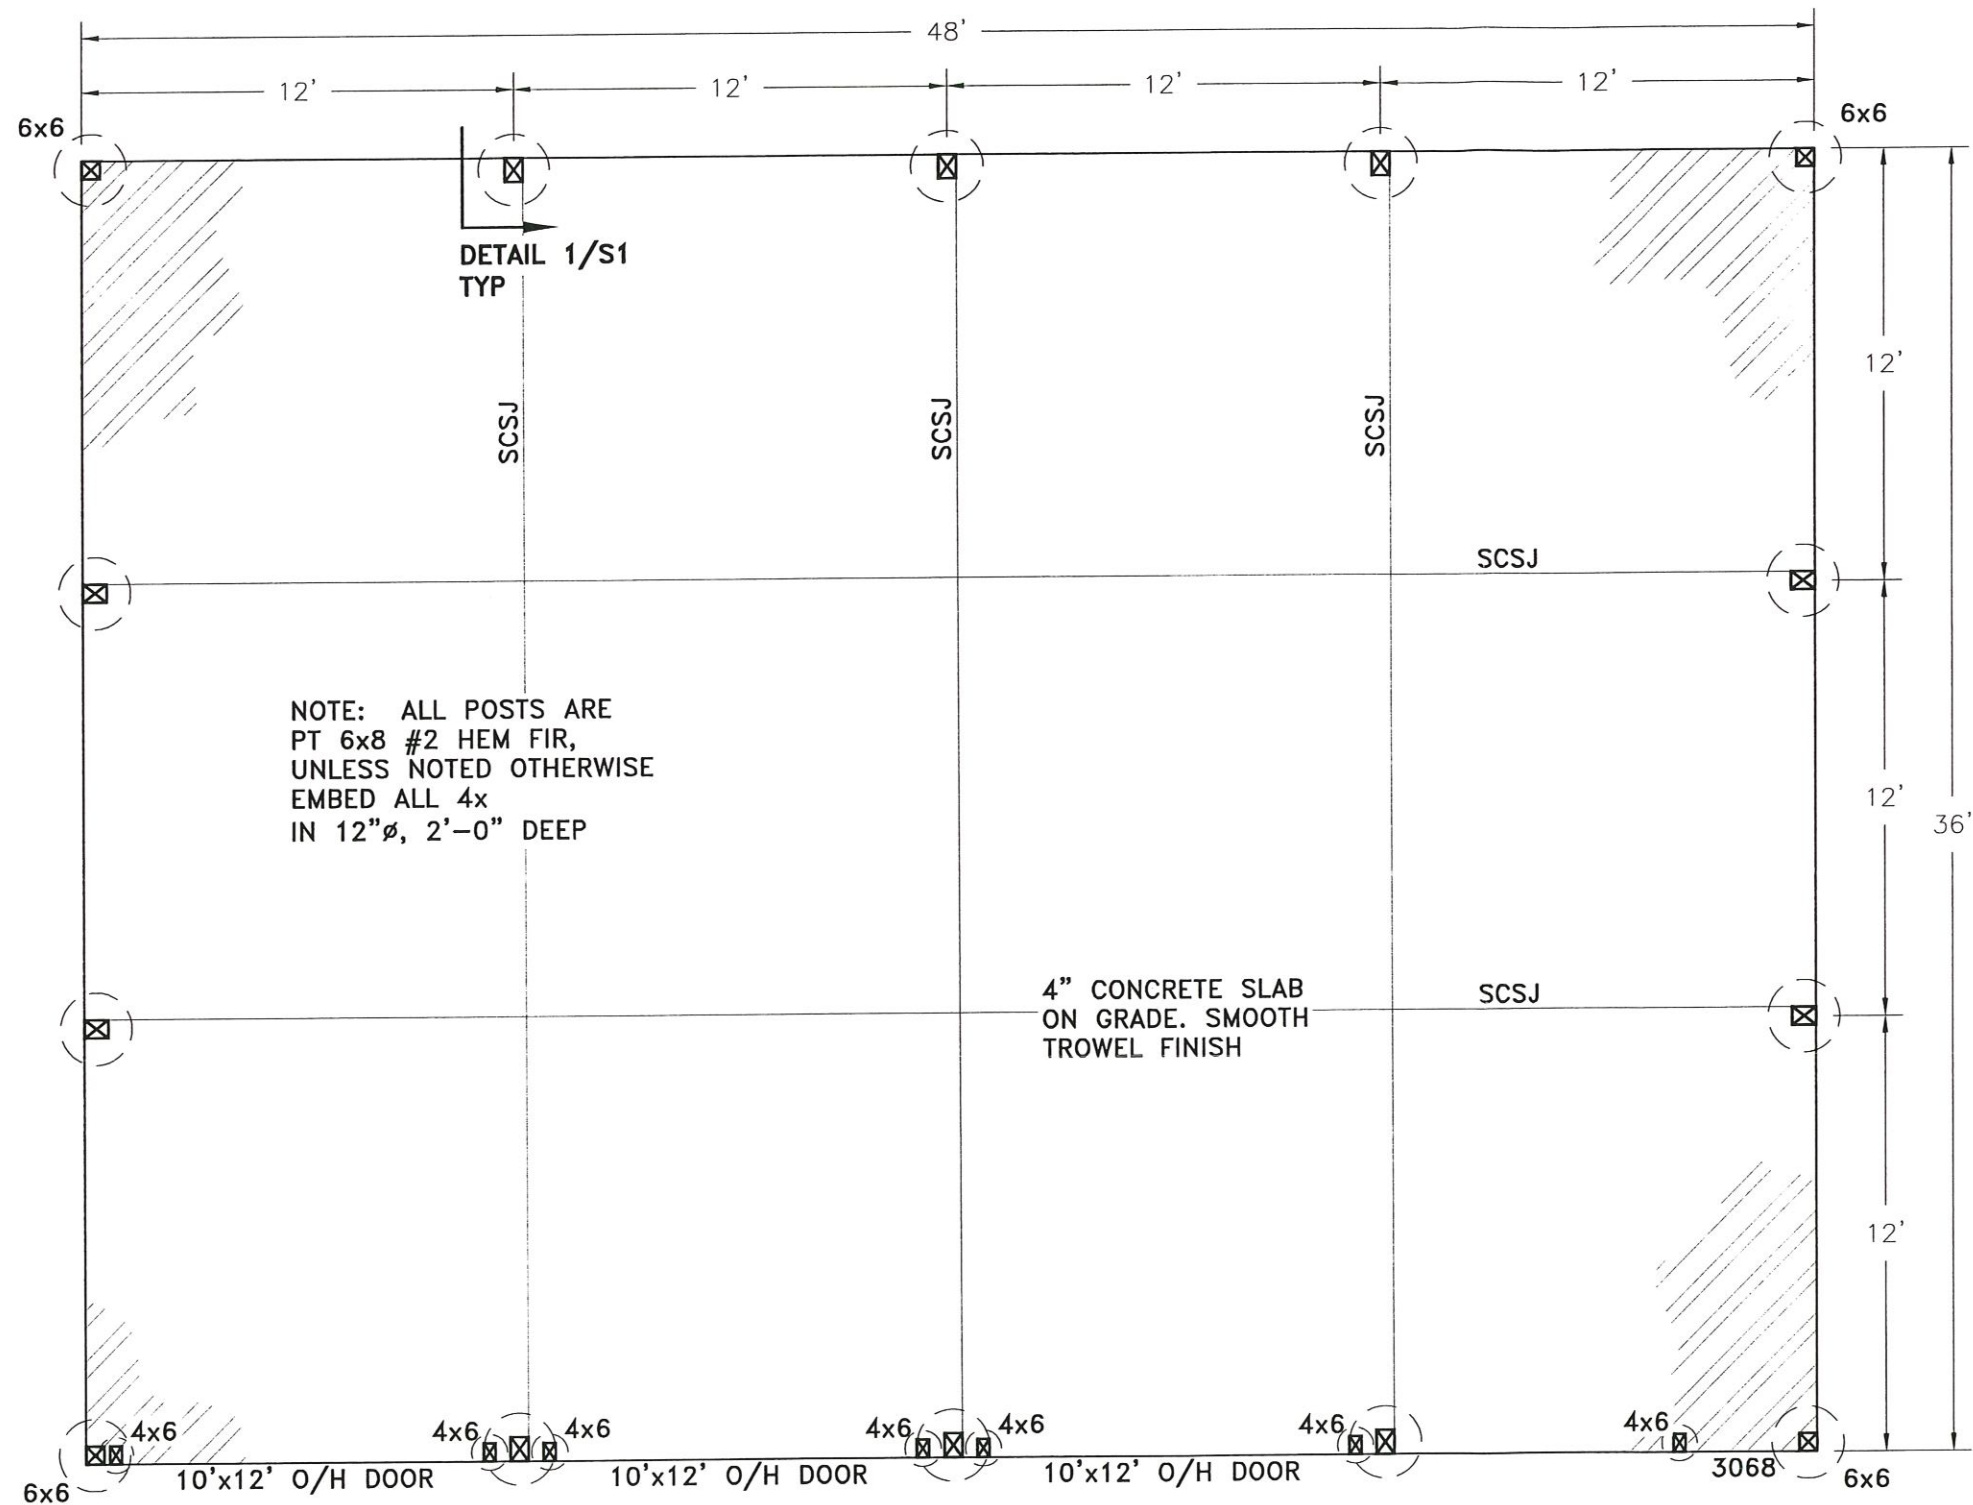 48'
12'
12'
12'
12'
6x6
6x6
DETAIL 1/S1
TYP
12'
SCSJ
SCSJ
SCSJ
SCSJ
NOTE: ALL POSTS ARE
PT 6x8 #2 HEM FIR,
UNLESS NOTED OTHERWISE
EMBED ALL 4x
IN 12"ø, 2'-0" DEEP
12'
36'
4" CONCRETE SLAB
ON GRADE. SMOOTH
TROWEL FINISH
SCSJ
12'
4x6
4x6
4x6
4x6
4x6
4x6
4x6
6x6
10'x12' O/H DOOR
10'x12' O/H DOOR
10'x12' O/H DOOR
3068
6x6